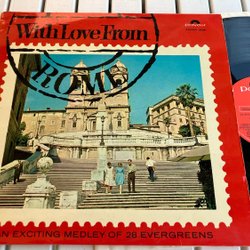 With Love From
ROME
AN EXCITING MEDLEY OF 28 EVERGREENS